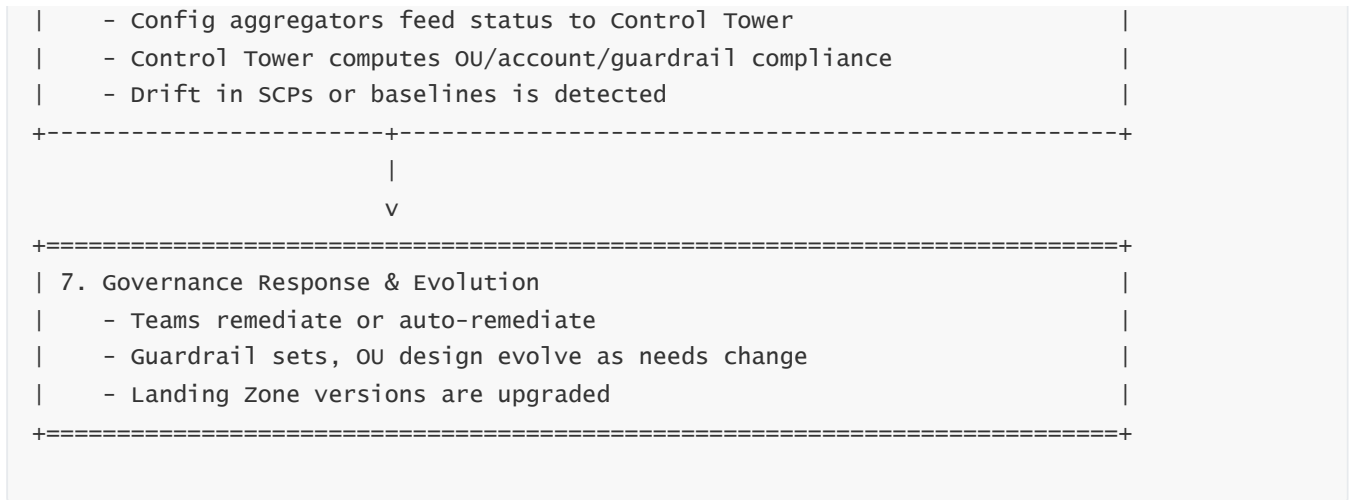 |    - Config aggregators feed status to Control Tower                       |
|    - Control Tower computes OU/account/guardrail compliance                |
|    - Drift in SCPs or baselines is detected                                |
+------------------------+---------------------------------------------------+
                         |
                         v
+============================================================================+
| 7. Governance Response & Evolution                                         |
|    - Teams remediate or auto-remediate                                     |
|    - Guardrail sets, OU design evolve as needs change                      |
|    - Landing Zone versions are upgraded                                    |
+============================================================================+